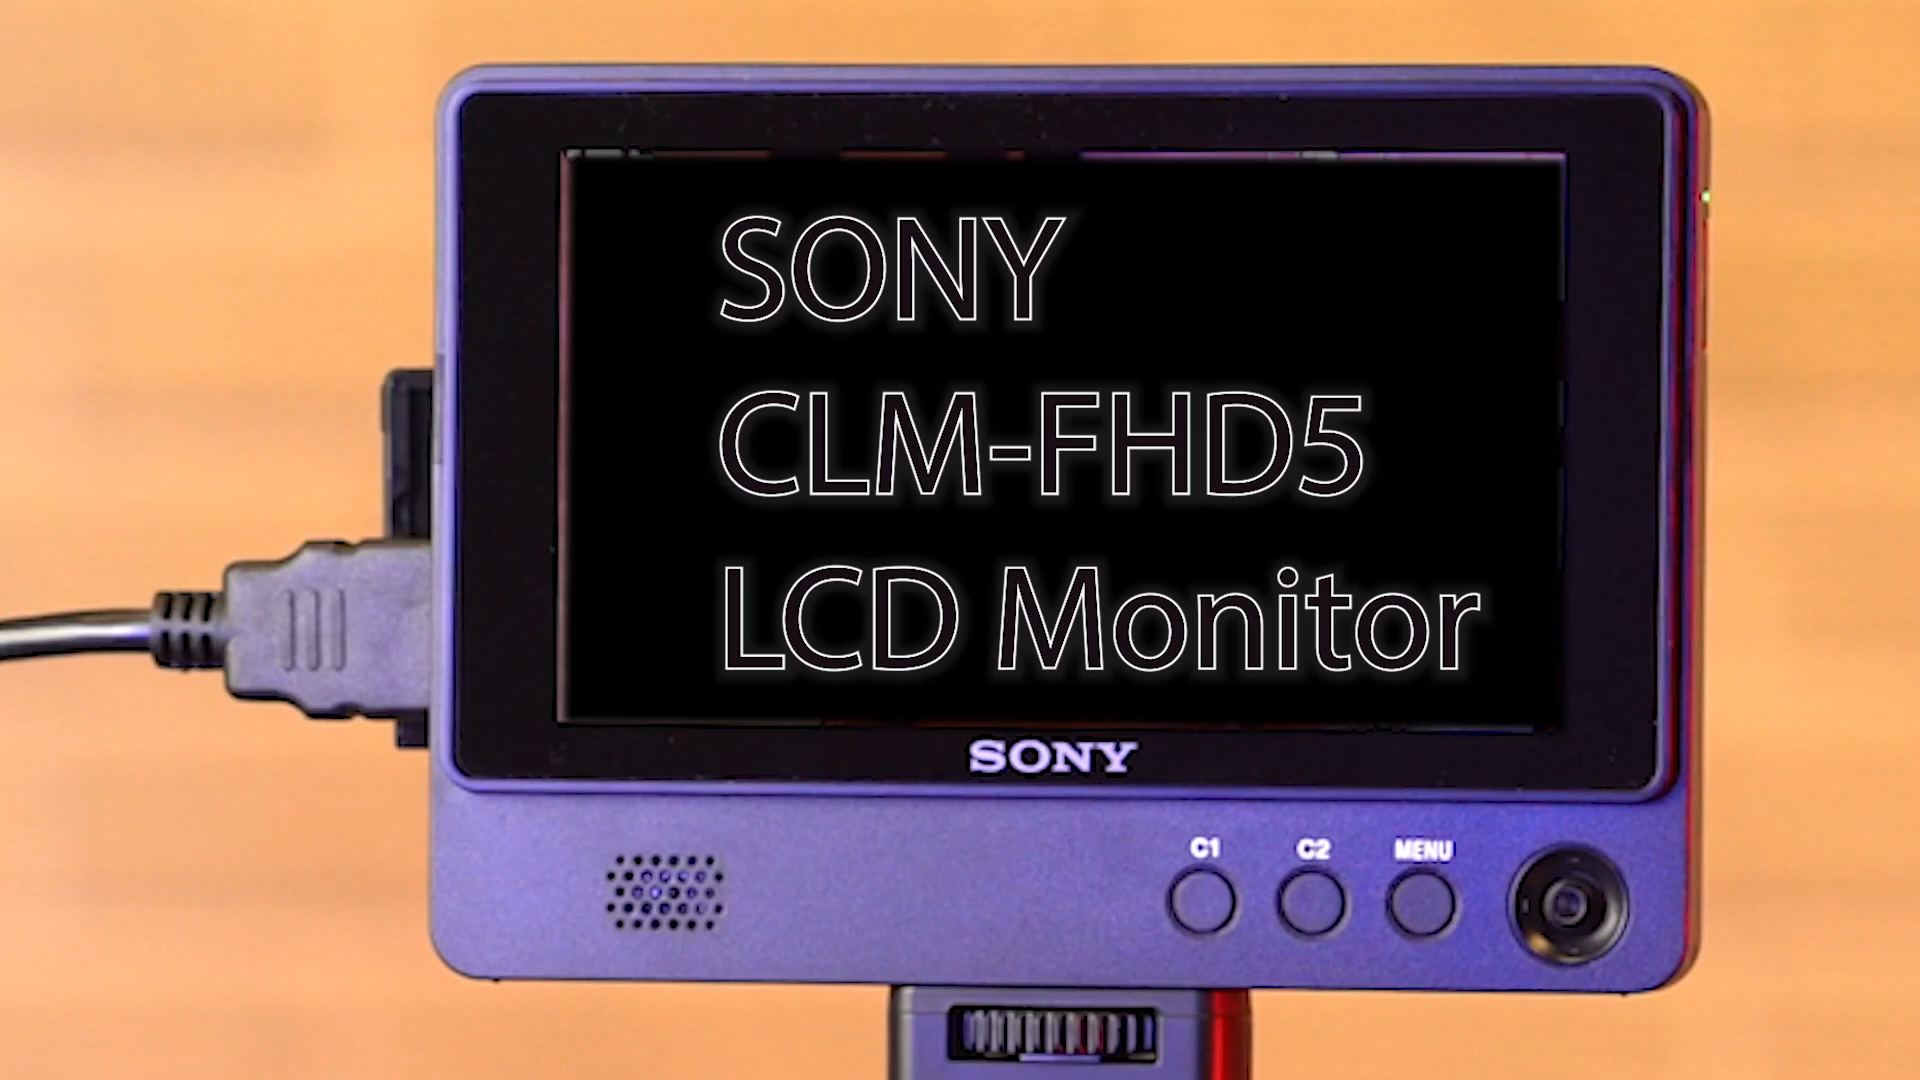 SONY
CLM-FHD5
LCD Monitor
SONY
C1 C2 MENU